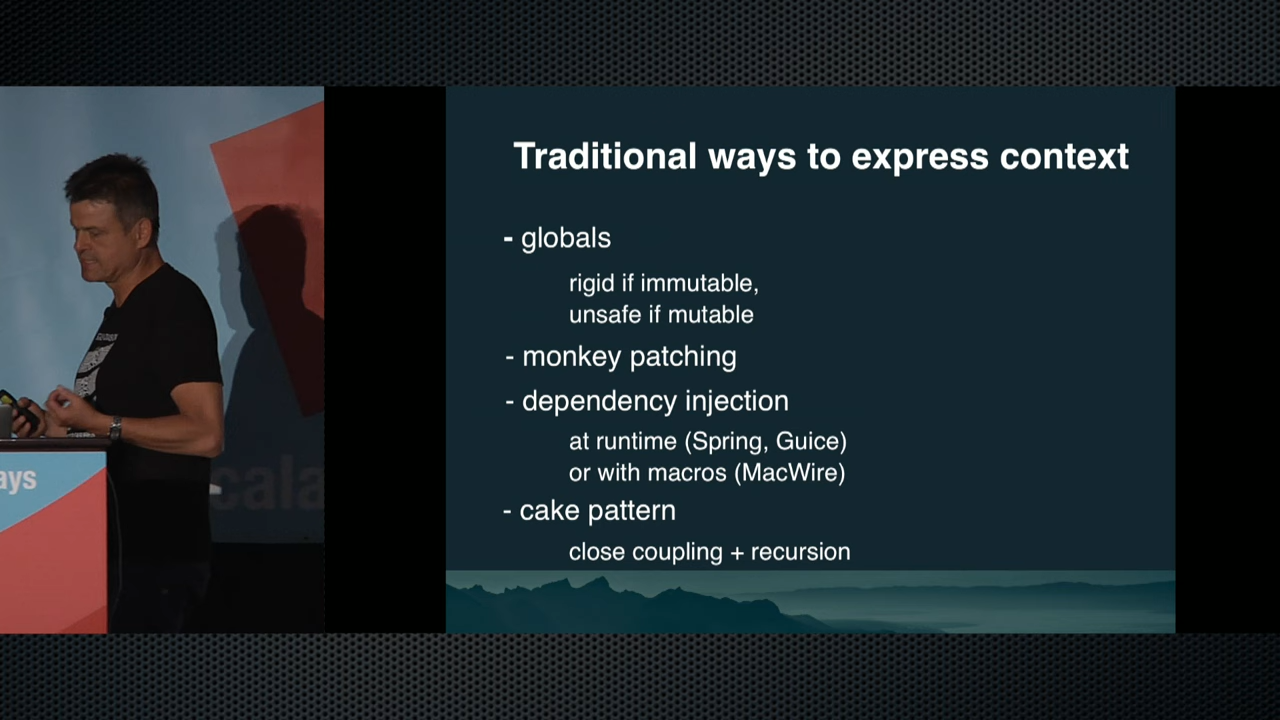 Traditional ways to express context
- globals
rigid if immutable,
unsafe if mutable
- monkey patching
- dependency injection
at runtime (Spring, Guice)
or with macros (MacWire)
- cake pattern
close coupling + recursion
ays
cala